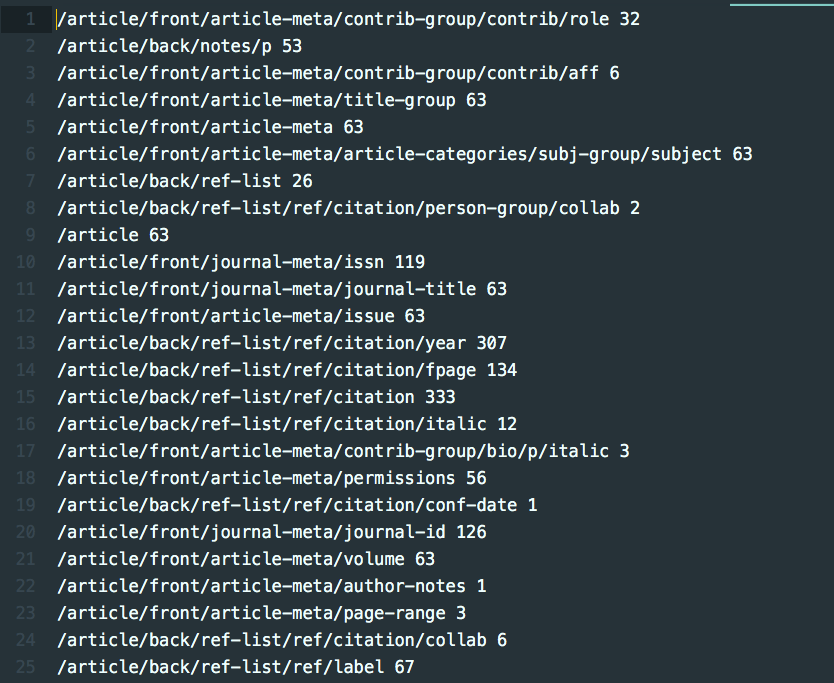 1 /article/front/article-meta/contrib-group/contrib/role 32
2 /article/back/notes/p 53
3 /article/front/article-meta/contrib-group/contrib/aff 6
4 /article/front/article-meta/title-group 63
5 /article/front/article-meta 63
6 /article/front/article-meta/article-categories/subj-group/subject 63
7 /article/back/ref-list 26
8 /article/back/ref-list/ref/citation/person-group/collab 2
9 /article 63
10 /article/front/journal-meta/issn 119
11 /article/front/journal-meta/journal-title 63
12 /article/front/article-meta/issue 63
13 /article/back/ref-list/ref/citation/year 307
14 /article/back/ref-list/ref/citation/fpage 134
15 /article/back/ref-list/ref/citation 333
16 /article/back/ref-list/ref/citation/italic 12
17 /article/front/article-meta/contrib-group/bio/p/italic 3
18 /article/front/article-meta/permissions 56
19 /article/back/ref-list/ref/citation/conf-date 1
20 /article/front/journal-meta/journal-id 126
21 /article/front/article-meta/volume 63
22 /article/front/article-meta/author-notes 1
23 /article/front/article-meta/page-range 3
24 /article/back/ref-list/ref/citation/collab 6
25 /article/back/ref-list/ref/label 67